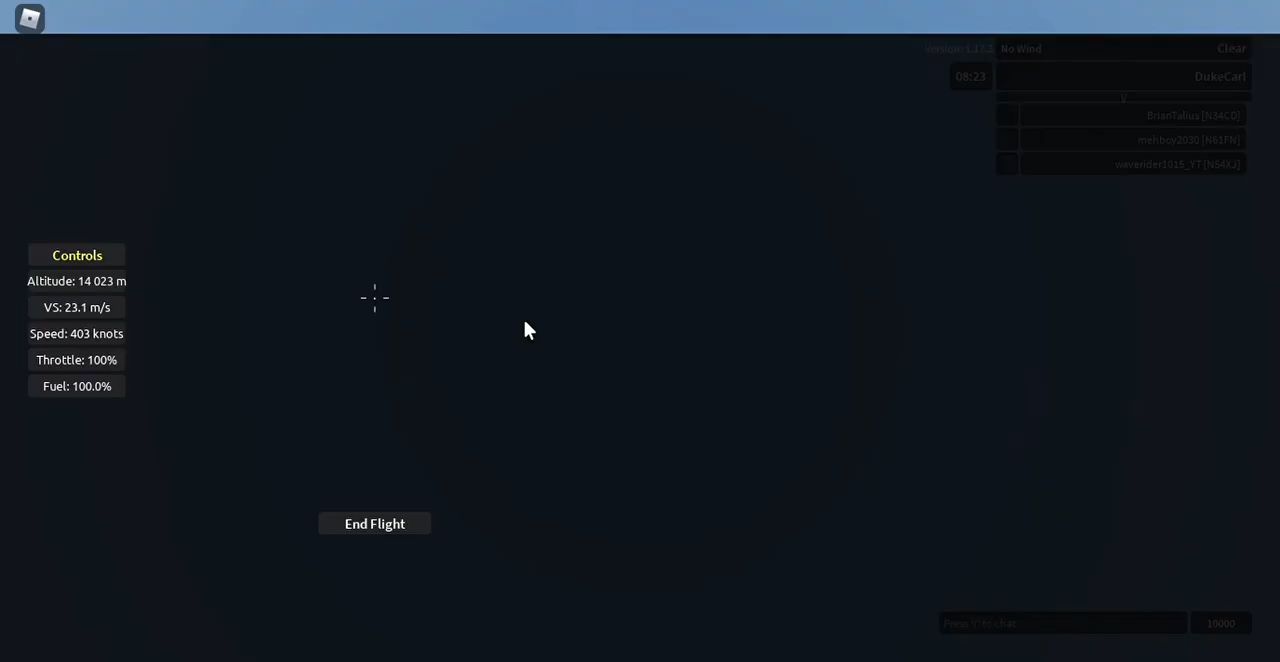 Version: 1.17.2
No Wind
Clear
08:23
DukeCarl
V
BrianTalius [N34CD]
mehboy2030 [N61FN]
waverider1015_YT [N54XJ]
Controls
Altitude: 14 023 m
VS: 23.1 m/s
Speed: 403 knots
Throttle: 100%
Fuel: 100.0%
End Flight
10000